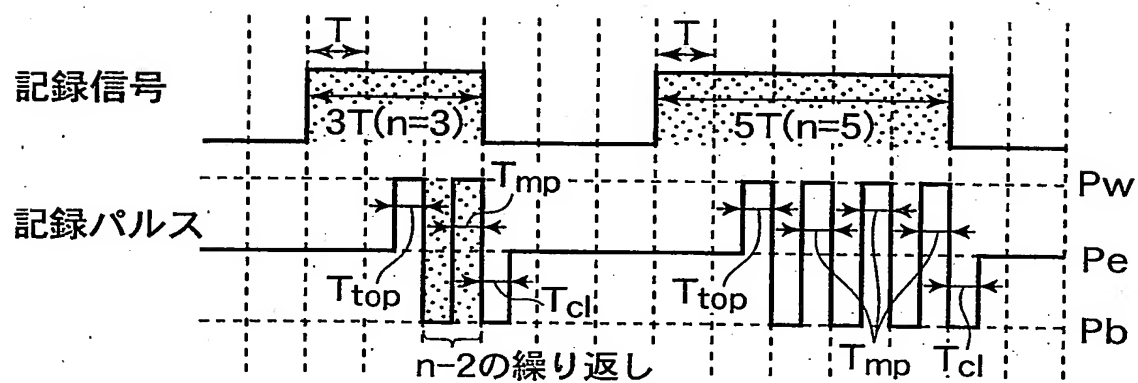 T
T
記録信号
3T(n=3)
5T(n=5)
Tmp
Pw
記録パルス
Pe
Ttop
Tcl
Ttop
Pb
Tmp
Tcl
n-2の繰り返し